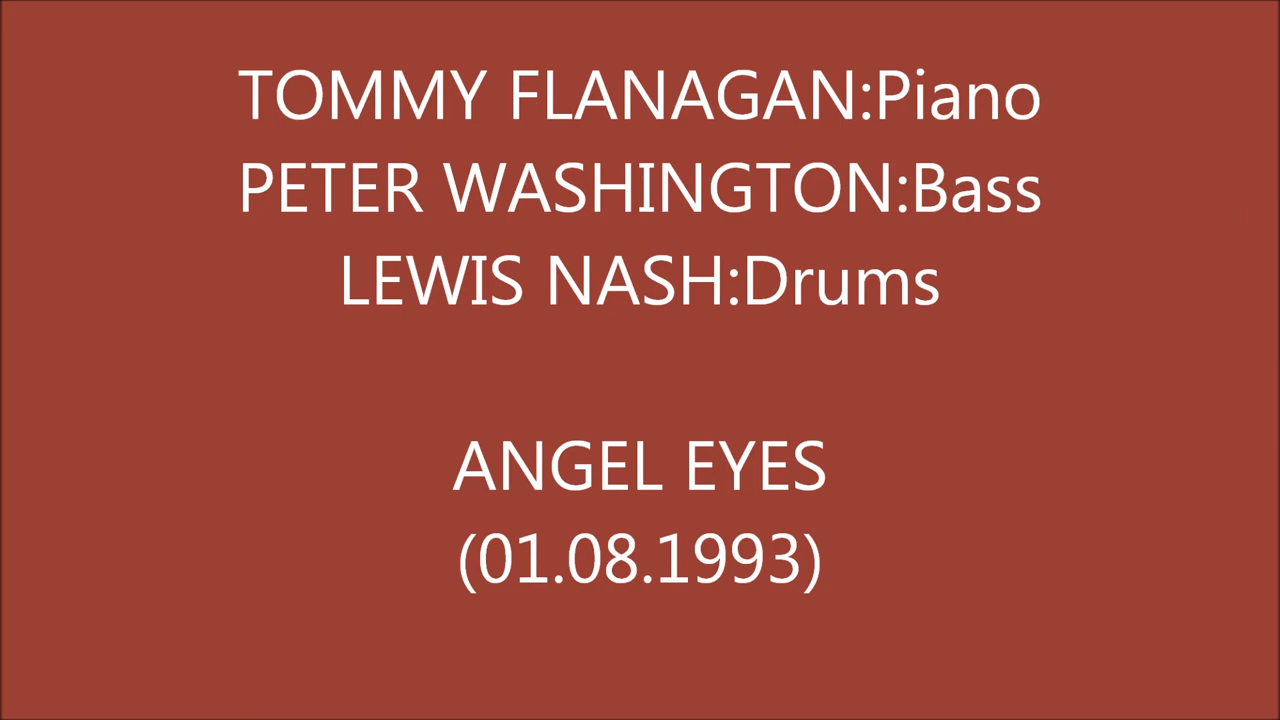 TOMMY FLANAGAN:Piano
PETER WASHINGTON:Bass
LEWIS NASH:Drums
ANGEL EYES
(01.08.1993)